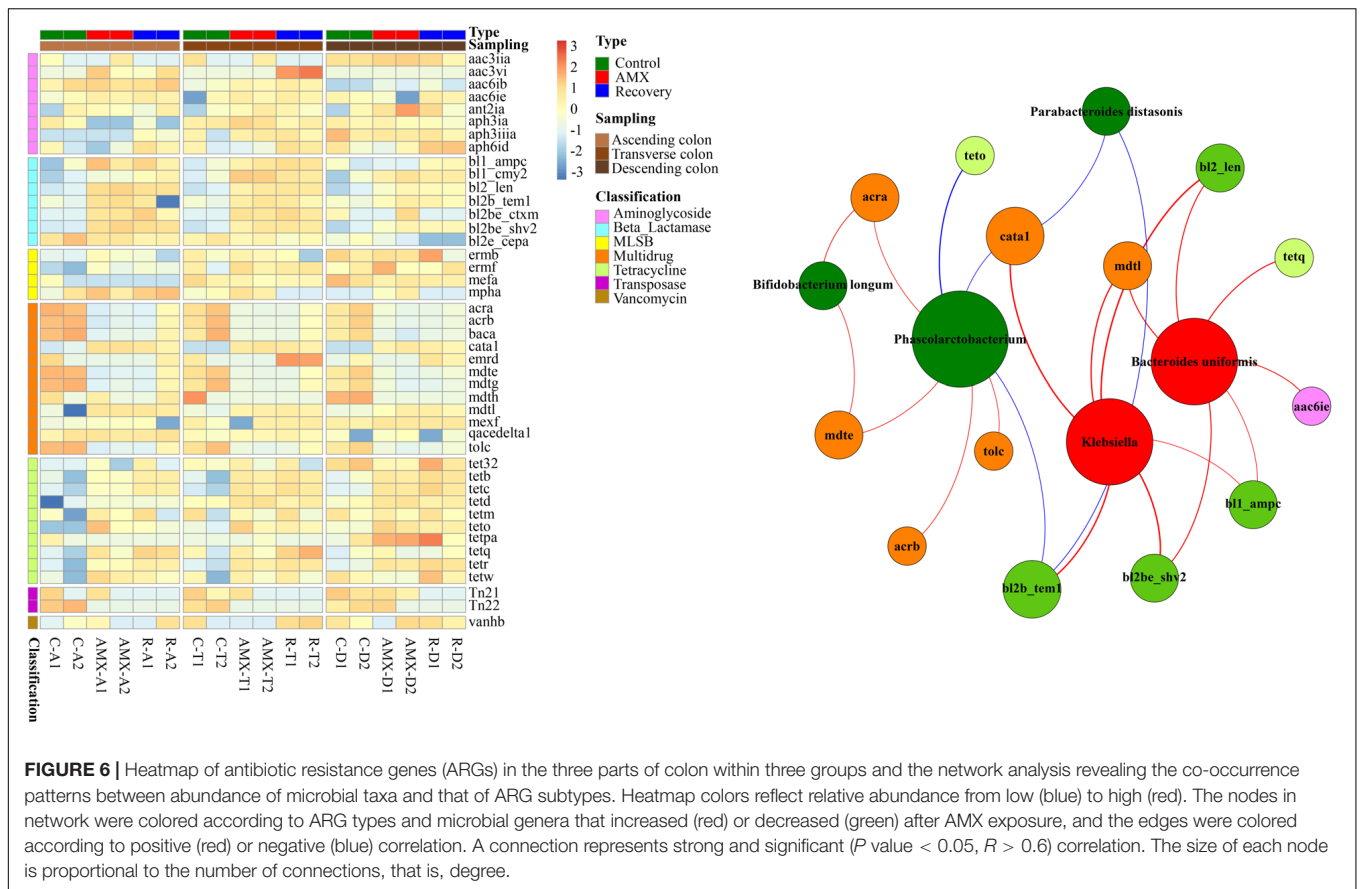 Type
Sampling
aac3iia
aac3vi
aac6ib
aac6ie
ant2ia
aph3ia
aph3iiia
aph6id
bl1_ampc
bl1_cmy2
bl2_len
bl2b_tem1
bl2be_ctxm
bl2be_shv2
bl2e_cepa
ermb
ermf
mefa
mpha
acra
acrb
baca
cata1
emrd
mdte
mdtg
mdth
mdtl
mexf
qacedelta1
tolc
tet32
tetb
tetc
tetd
tetm
teto
tetpa
tetq
tetr
tetw
Tn21
Tn22
vanhb
Classification
C-A1
C-A2
AMX-A1
AMX-A2
R-A1
R-A2
C-T1
C-T2
AMX-T1
AMX-T2
R-T1
R-T2
C-D1
C-D2
AMX-D1
AMX-D2
R-D1
R-D2
3
2
1
0
-1
-2
-3
Type
Control
AMX
Recovery
Sampling
Ascending colon
Transverse colon
Descending colon
Classification
Aminoglycoside
Beta_Lactamase
MLSB
Multidrug
Tetracycline
Transposase
Vancomycin
Parabacteroides distasonis
teto
bl2_len
acra
cata1
tetq
mdtl
Bifidobacterium longum
Phascolarctobacterium
Bacteroides uniformis
aac6ie
mdte
tolc
Klebsiella
bl1_ampc
acrb
bl2be_shv2
bl2b_tem1
FIGURE 6 | Heatmap of antibiotic resistance genes (ARGs) in the three parts of colon within three groups and the network analysis revealing the co-occurrence
patterns between abundance of microbial taxa and that of ARG subtypes. Heatmap colors reflect relative abundance from low (blue) to high (red). The nodes in
network were colored according to ARG types and microbial genera that increased (red) or decreased (green) after AMX exposure, and the edges were colored
according to positive (red) or negative (blue) correlation. A connection represents strong and significant (P value < 0.05, R > 0.6) correlation. The size of each node
is proportional to the number of connections, that is, degree.